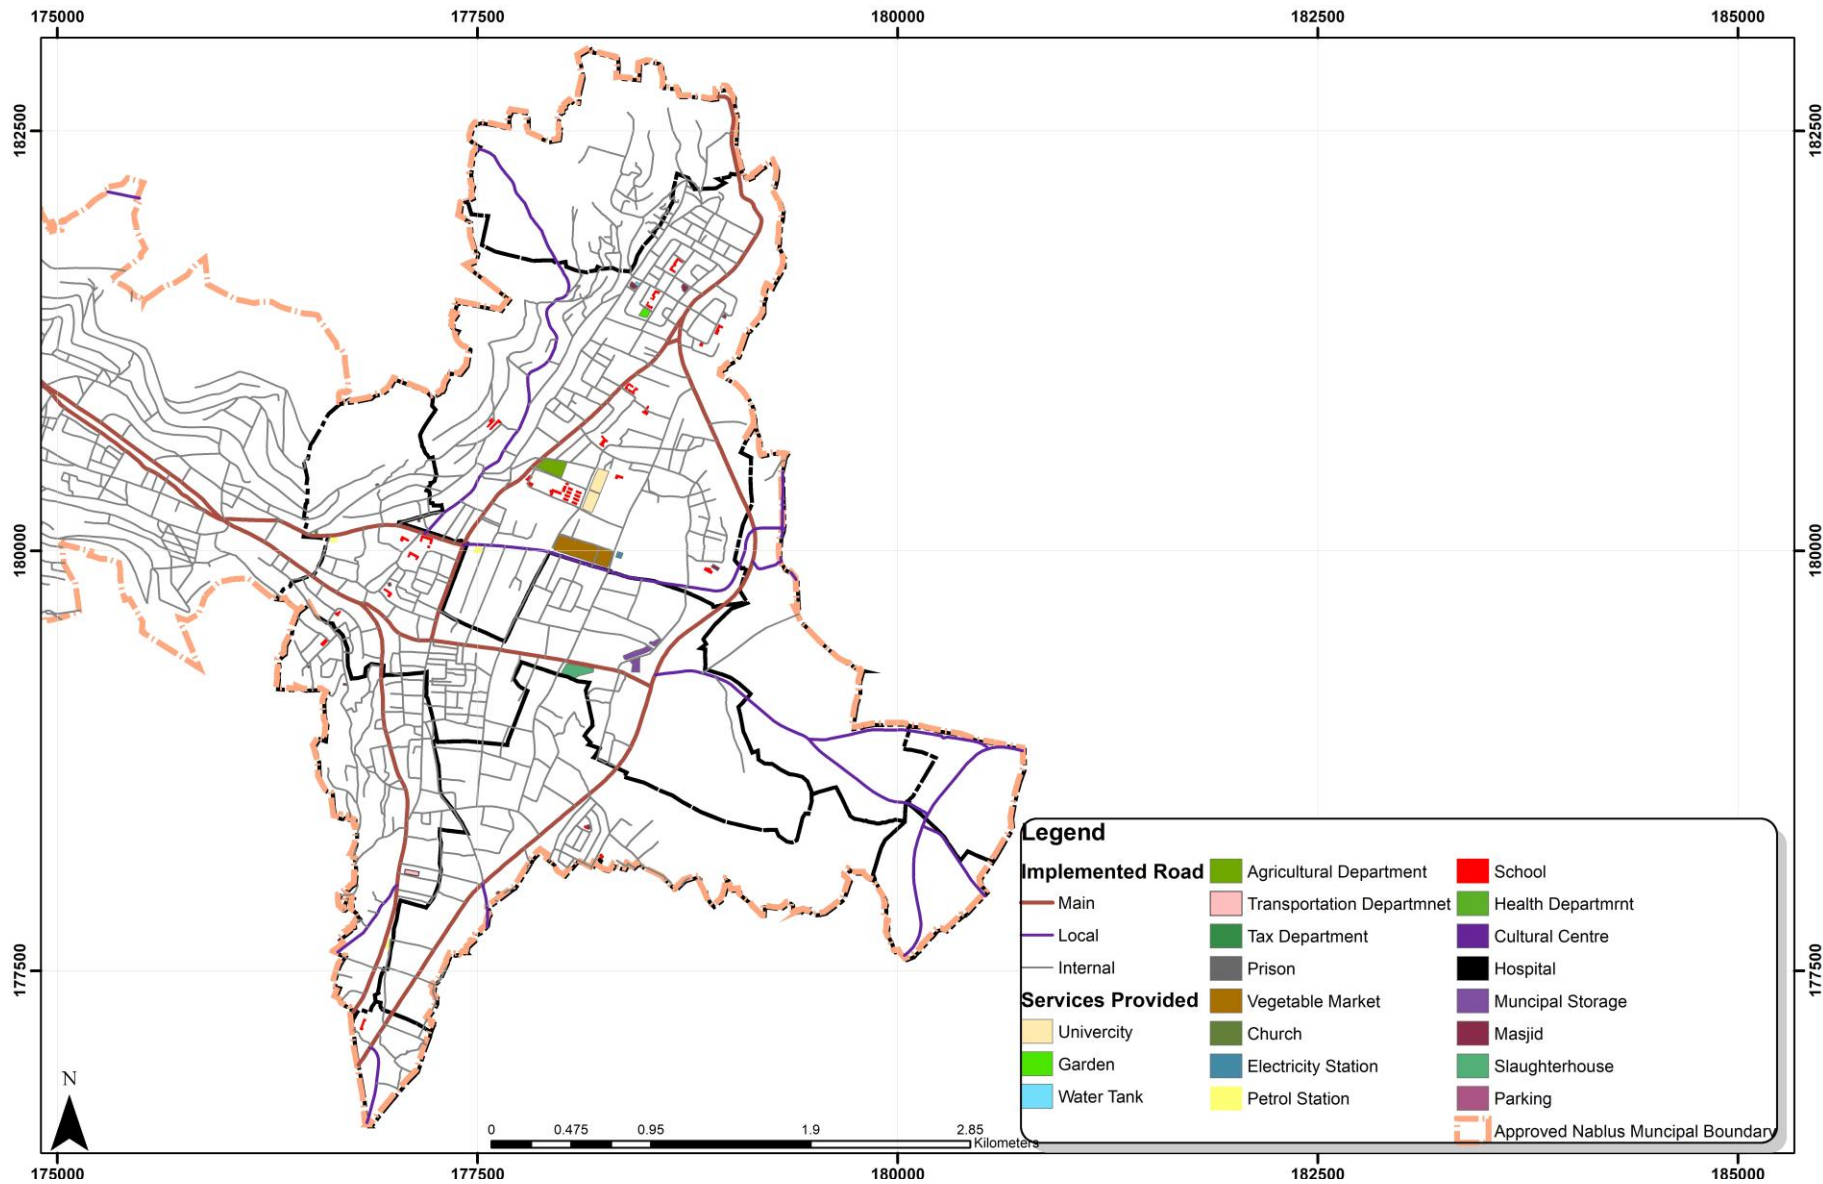 175000 177500 180000 182500 185000
182500 182500
180000 180000
177500 177500
N
0 0.475 0.95 1.9 2.85
Kilometers
Legend
Implemented Road
Main
Local
Internal
Services Provided
Univercity
Garden
Water Tank
Agricultural Department
Transportation Departmnet
Tax Department
Prison
Vegetable Market
Church
Electricity Station
Petrol Station
School
Health Departmrnt
Cultural Centre
Hospital
Muncipal Storage
Masjid
Slaughterhouse
Parking
Approved Nablus Muncipal Boundary
175000 177500 180000 182500 185000